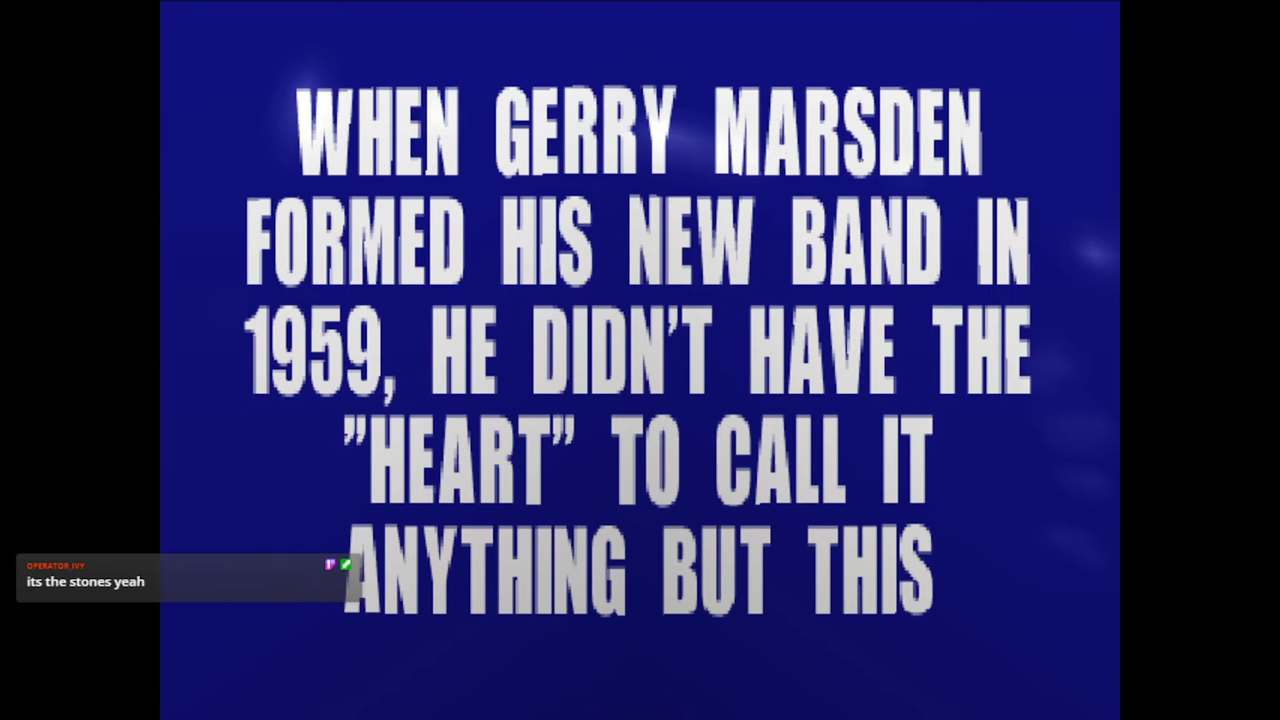 WHEN GERRY MARSDEN
FORMED HIS NEW BAND IN
1959, HE DIDN'T HAVE THE
"HEART" TO CALL IT
ANYTHING BUT THIS
OPERATOR_IVY
its the stones yeah